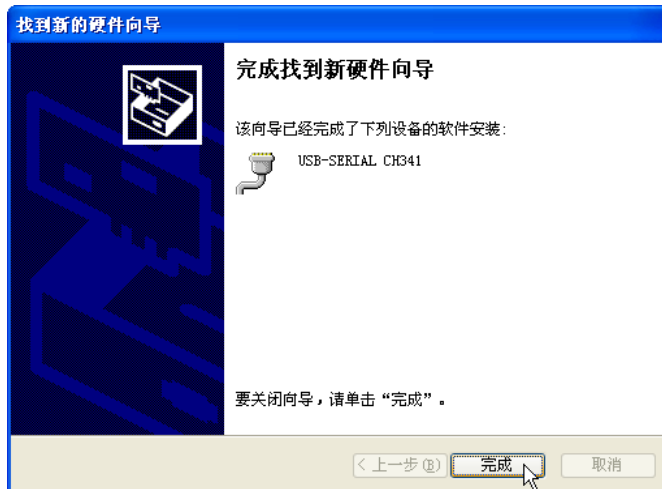 找到新的硬件向导
完成找到新硬件向导
该向导已经完成了下列设备的软件安装:
USB-SERIAL CH341
要关闭向导，请单击“完成”。
< 上一步(B) 完成 取消